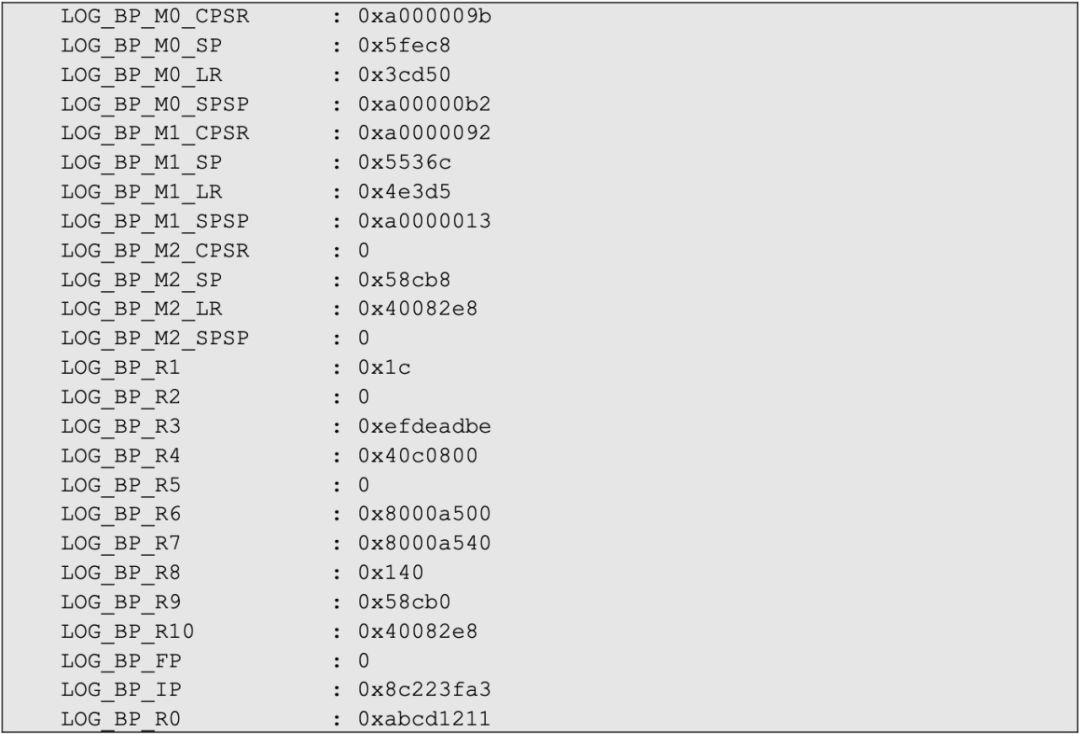 LOG_BP_M0_CPSR : 0xa000009b
LOG_BP_M0_SP : 0x5fec8
LOG_BP_M0_LR : 0x3cd50
LOG_BP_M0_SPSP : 0xa00000b2
LOG_BP_M1_CPSR : 0xa0000092
LOG_BP_M1_SP : 0x5536c
LOG_BP_M1_LR : 0x4e3d5
LOG_BP_M1_SPSP : 0xa0000013
LOG_BP_M2_CPSR : 0
LOG_BP_M2_SP : 0x58cb8
LOG_BP_M2_LR : 0x40082e8
LOG_BP_M2_SPSP : 0
LOG_BP_R1 : 0x1c
LOG_BP_R2 : 0
LOG_BP_R3 : 0xefdeadbe
LOG_BP_R4 : 0x40c0800
LOG_BP_R5 : 0
LOG_BP_R6 : 0x8000a500
LOG_BP_R7 : 0x8000a540
LOG_BP_R8 : 0x140
LOG_BP_R9 : 0x58cb0
LOG_BP_R10 : 0x40082e8
LOG_BP_FP : 0
LOG_BP_IP : 0x8c223fa3
LOG_BP_R0 : 0xabcd1211